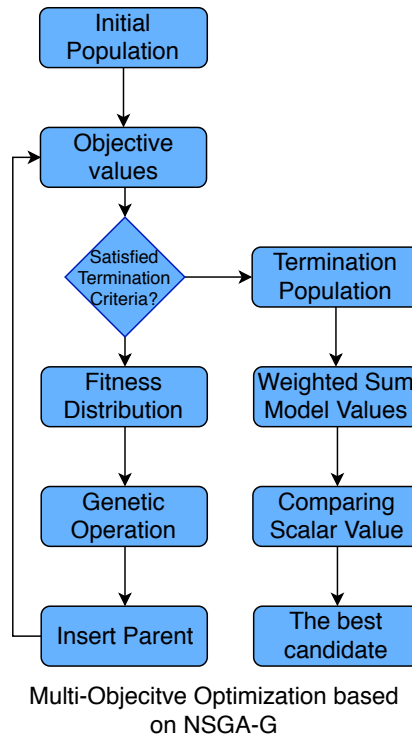 Initial
Population
Objective
values
Satisfied
Termination
Criteria?
Termination
Population
Fitness
Distribution
Weighted Sum
Model Values
Genetic
Operation
Comparing
Scalar Value
Insert Parent
The best
candidate
Multi-Objecitve Optimization based
on NSGA-G